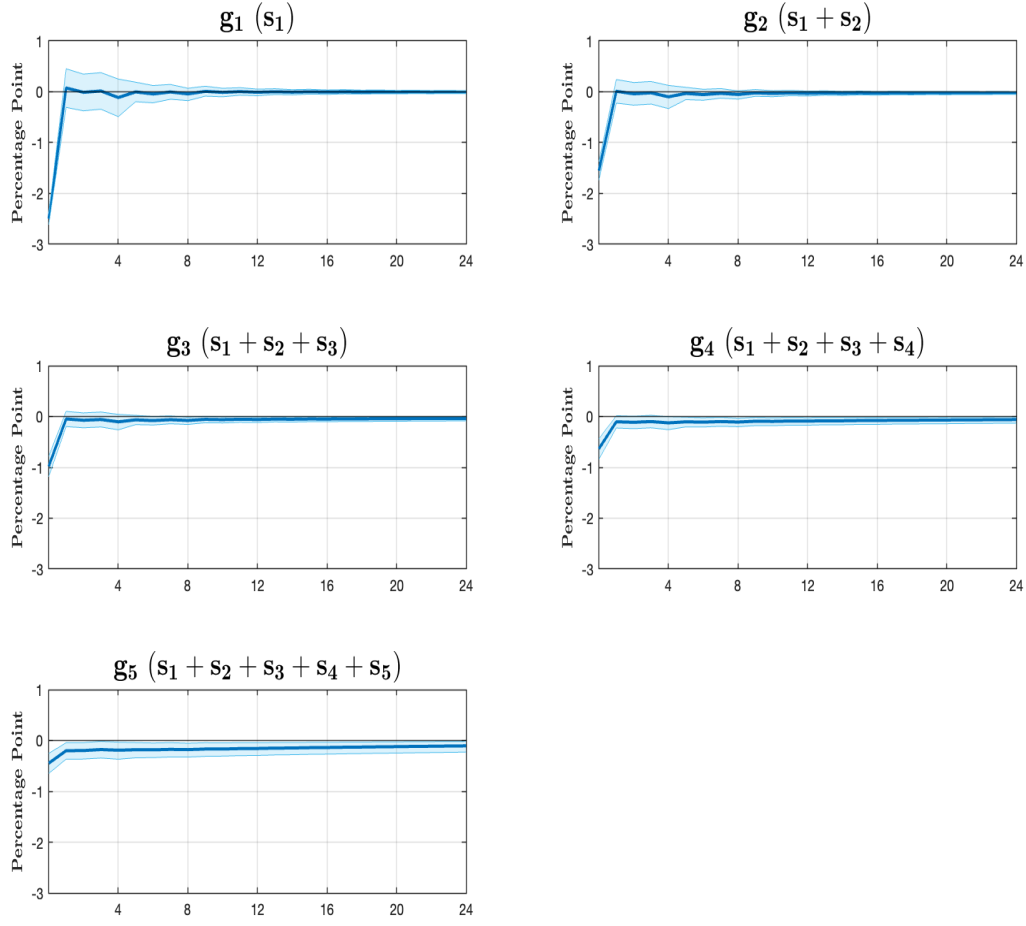 g₁ (s₁)
Percentage Point
1
0
-1
-2
-3
4 8 12 16 20 24
g₂ (s₁ + s₂)
Percentage Point
1
0
-1
-2
-3
4 8 12 16 20 24
g₃ (s₁ + s₂ + s₃)
Percentage Point
1
0
-1
-2
-3
4 8 12 16 20 24
g₄ (s₁ + s₂ + s₃ + s₄)
Percentage Point
1
0
-1
-2
-3
4 8 12 16 20 24
g₅ (s₁ + s₂ + s₃ + s₄ + s₅)
Percentage Point
1
0
-1
-2
-3
4 8 12 16 20 24